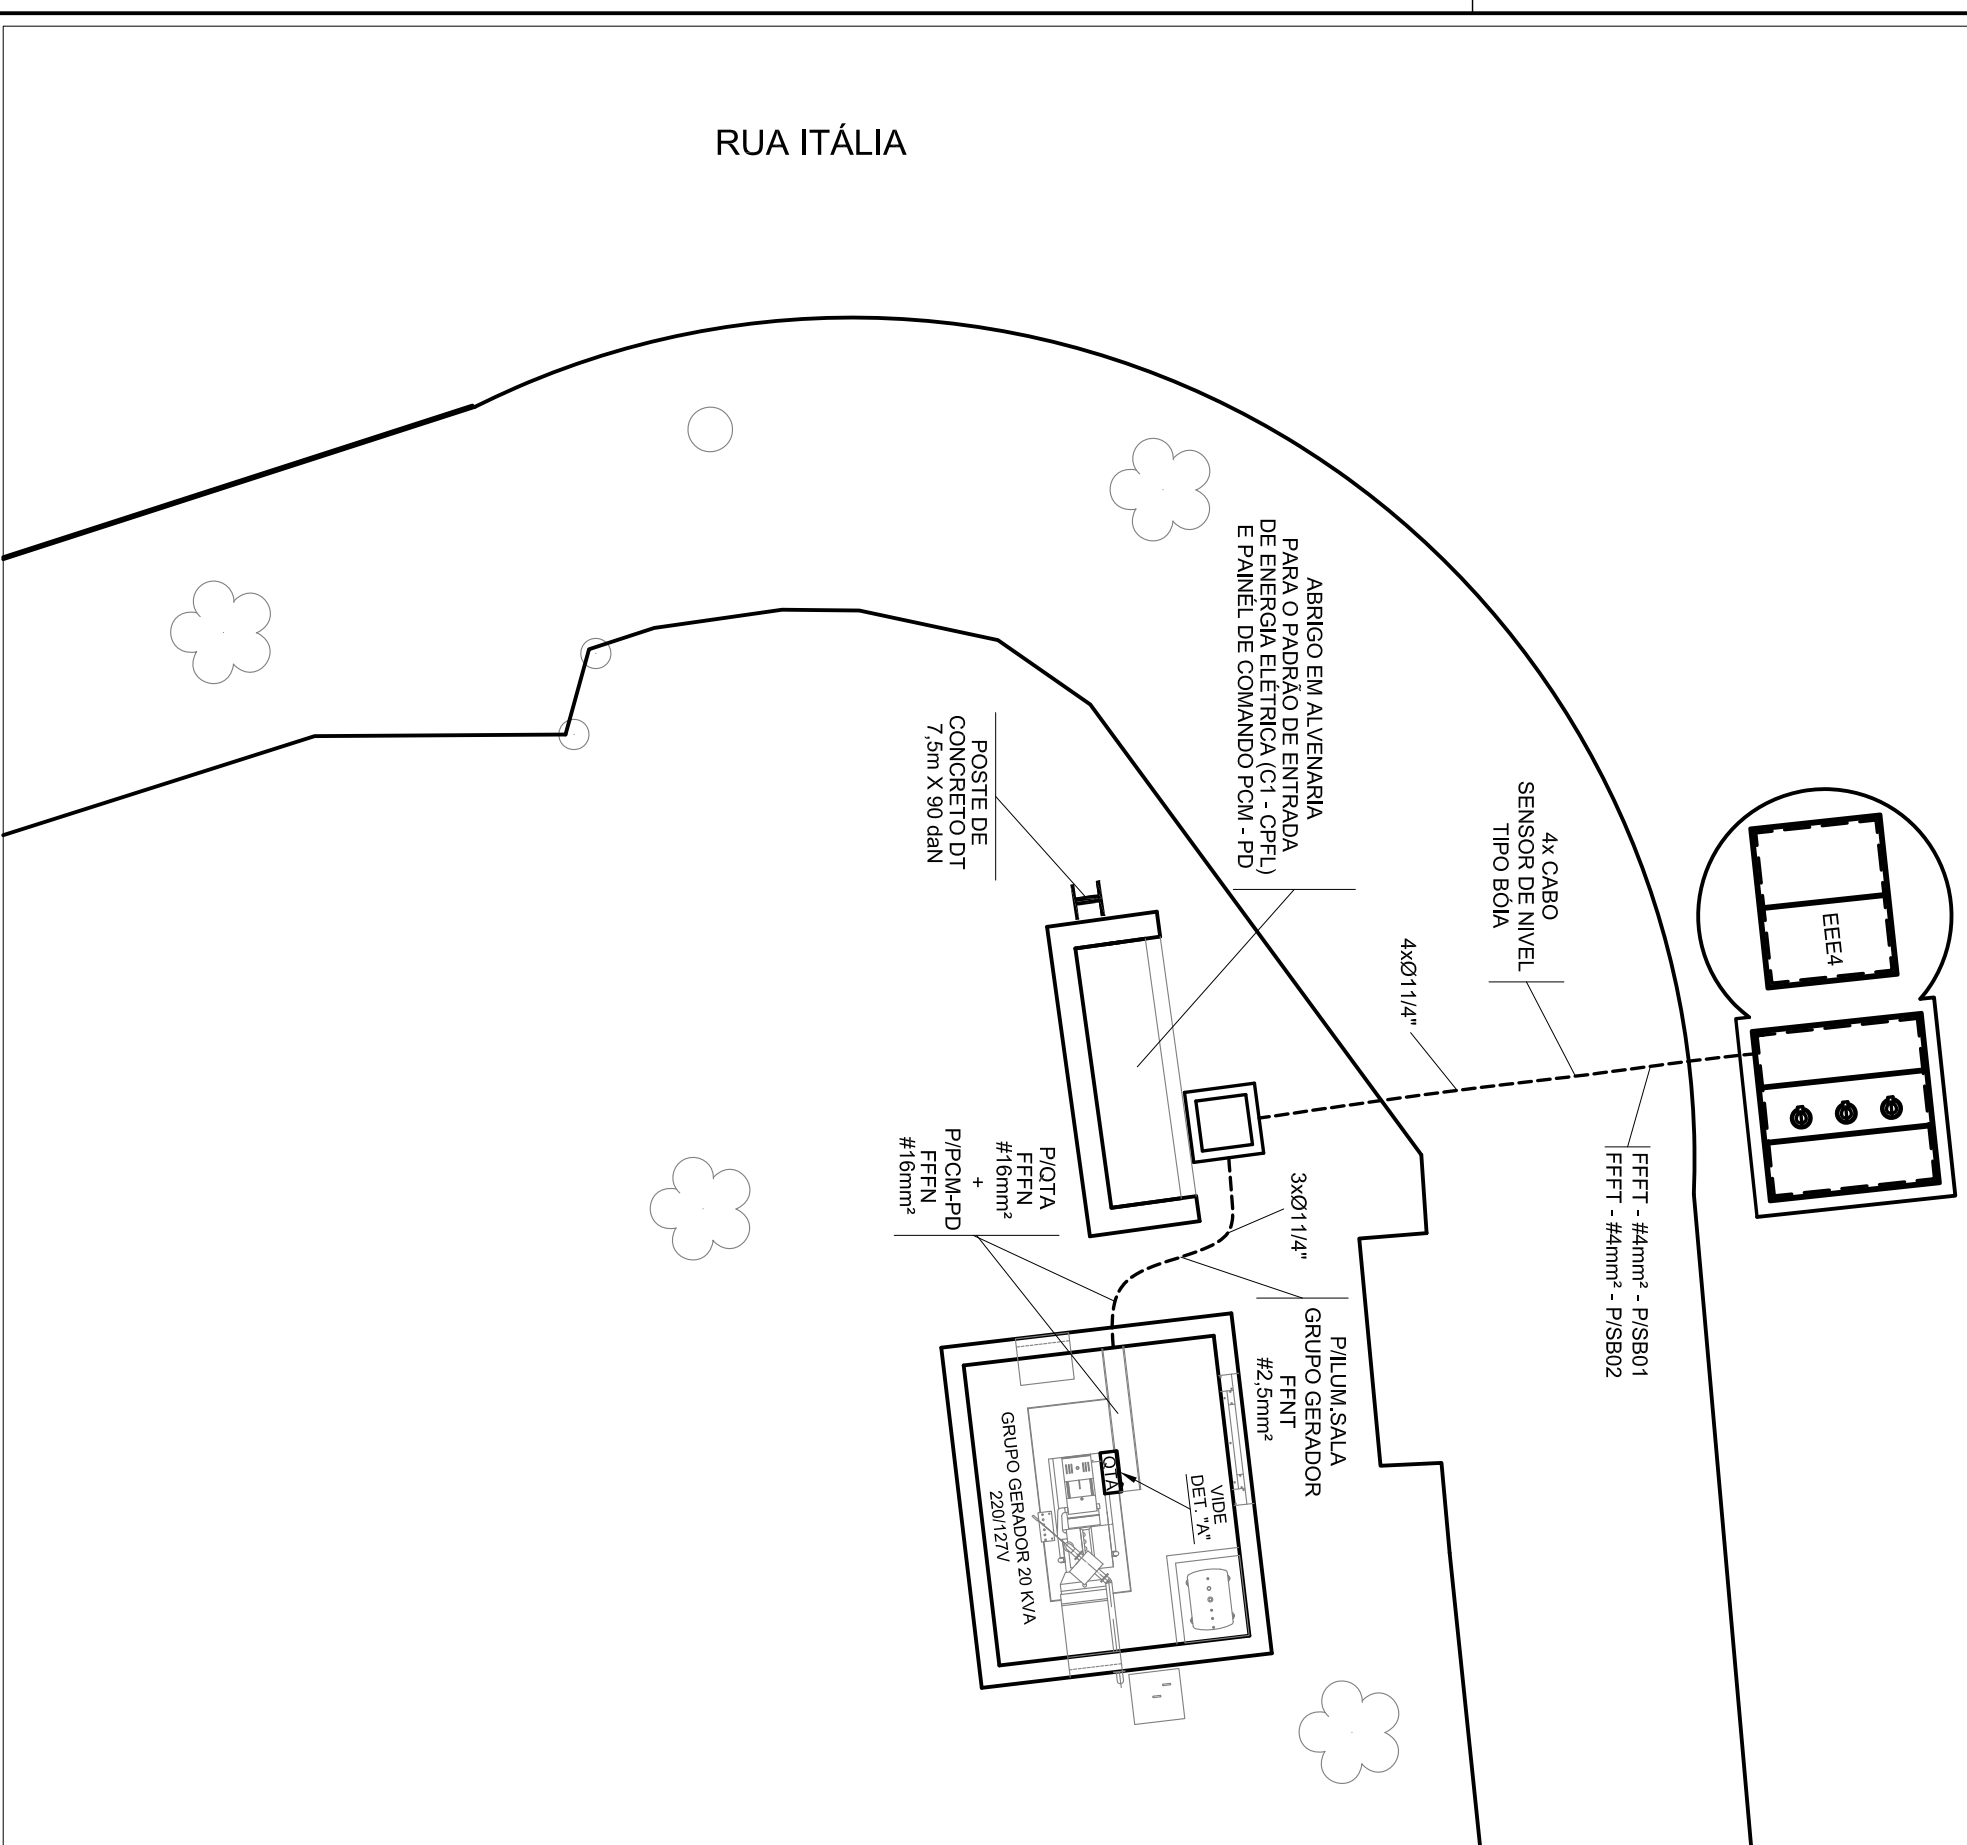 RUA ITÁLIA
ABRIGO EM ALVENARIA
PARA O PADRÃO DE ENTRADA
DE ENERGIA ELÉTRICA (C1 - CPFL)
E PAINÉL DE COMANDO PCM - PD
POSTE DE
CONCRETO DT
7,5m X 90 daN
4x CABO
SENSOR DE NIVEL
TIPO BÓIA
4xØ11/4"
EEE4
FFFT - #4mm² - P/SB01
FFFT - #4mm² - P/SB02
P/QTA
FFFN
#16mm²
+
P/PCM-PD
FFFN
#16mm²
3xØ11/4"
P/ILUM.SALA
GRUPO GERADOR
FFNT
#2,5mm²
VIDE
DET. "A"
QTA
GRUPO GERADOR 20 KVA
220/127V